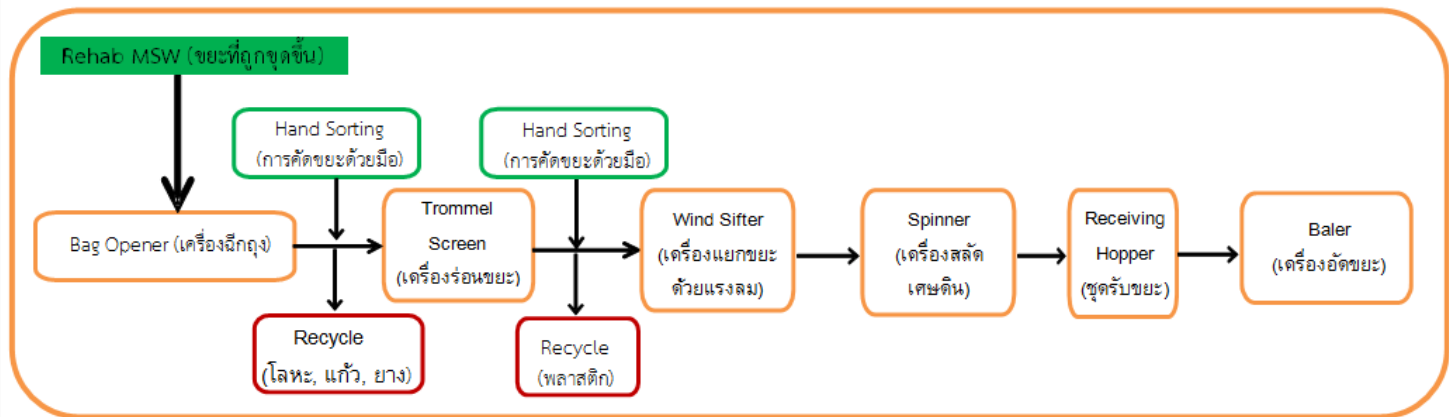 Rehab MSW (ขยะที่ถูกขุดขึ้น)
Hand Sorting
(การคัดขยะด้วยมือ)
Hand Sorting
(การคัดขยะด้วยมือ)
Bag Opener (เครื่องฉีกถุง)
Trommel
Screen
(เครื่องร่อนขยะ)
Wind Sifter
(เครื่องแยกขยะ
ด้วยแรงลม)
Spinner
(เครื่องสลัด
เศษดิน)
Receiving
Hopper
(ชุดรับขยะ)
Baler
(เครื่องอัดขยะ)
Recycle
(โลหะ, แก้ว, ยาง)
Recycle
(พลาสติก)